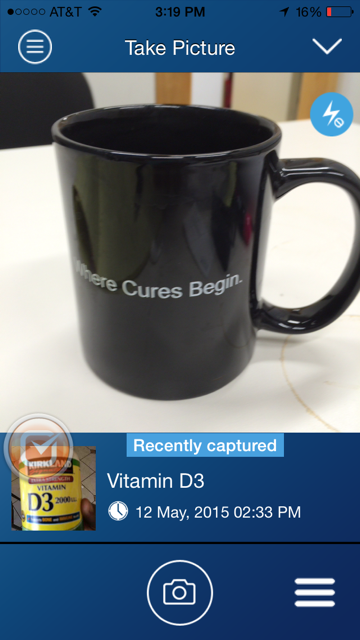 AT&T 3:19 PM 16%
Take Picture
Where Cures Begin.
Recently captured
KIRKLAND
VITAMIN
D3 2000
Vitamin D3
12 May, 2015 02:33 PM